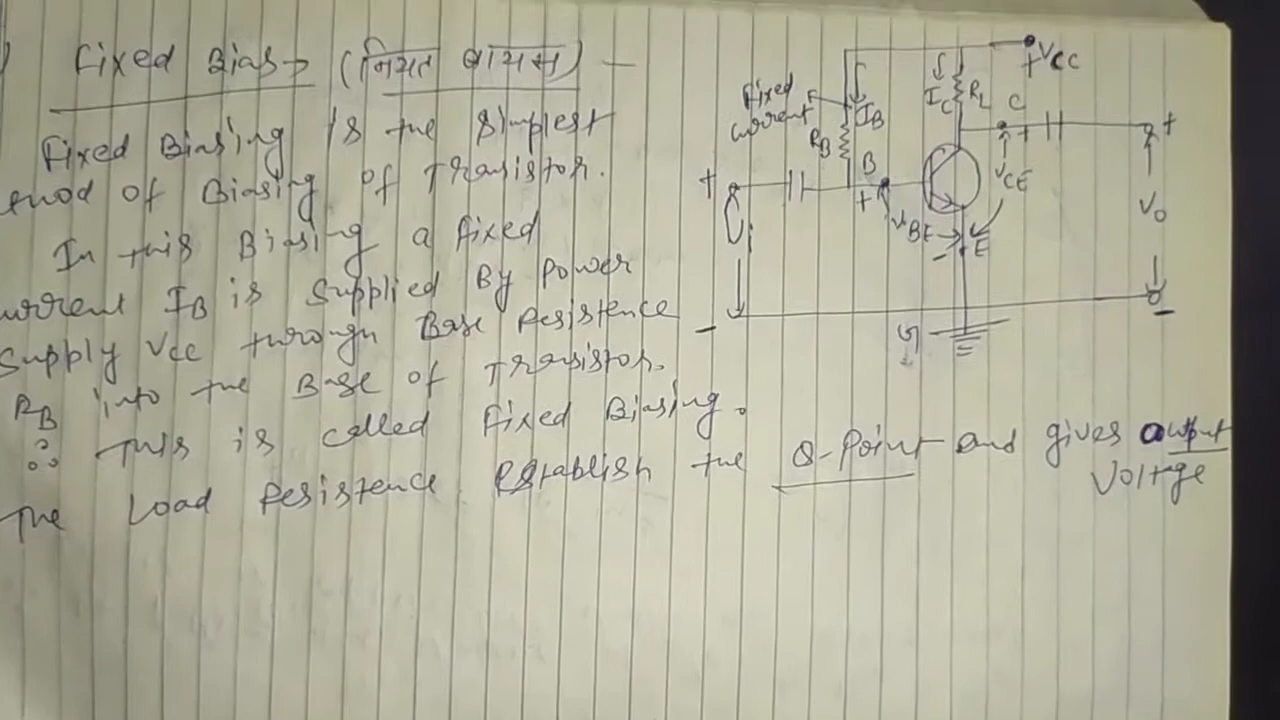 Fixed Bias → (नियत बायस) —
Fixed Biasing is the simplest
thod of Biasing of Transistor.
In this Biasing a fixed
urrent IB is supplied By Power
Supply Vcc through Base Resistence
RB into the Base of Transistor.
∴ This is called Fixed Biasing.
The Load Resistence Establish the Q-Point and gives output
Voltage
+VCC
Fixed
current
IB
RB
IC
RL
C
+
+
B
+
+
VCE
VBE
E
-
Vi
Vo
-
-
G